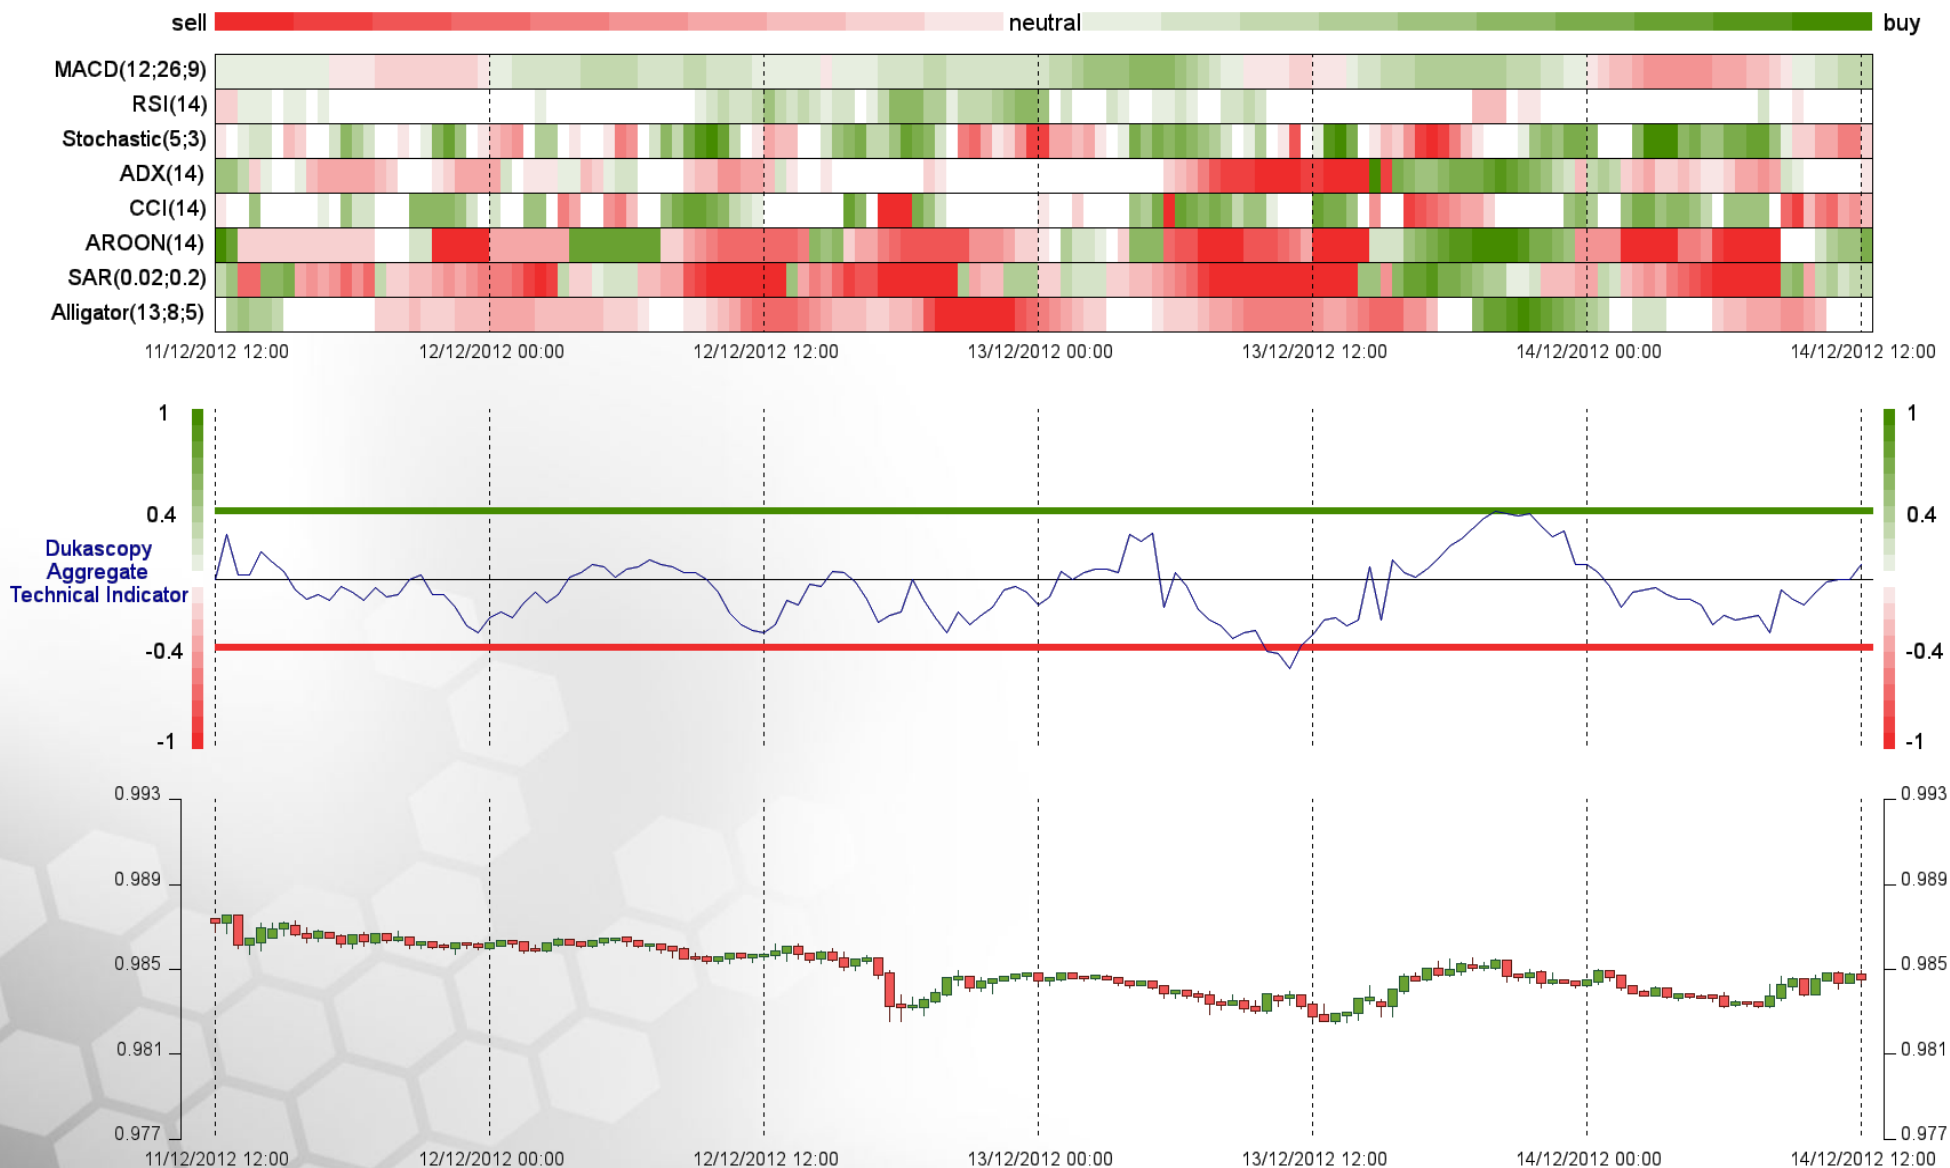 sell neutral buy
MACD(12;26;9)
RSI(14)
Stochastic(5;3)
ADX(14)
CCI(14)
AROON(14)
SAR(0.02;0.2)
Alligator(13;8;5)
11/12/2012 12:00 12/12/2012 00:00 12/12/2012 12:00 13/12/2012 00:00 13/12/2012 12:00 14/12/2012 00:00 14/12/2012 12:00
1 1
0.4 0.4
Dukascopy
Aggregate
Technical Indicator
-0.4 -0.4
-1 -1
0.993 0.993
0.989 0.989
0.985 0.985
0.981 0.981
0.977 0.977
11/12/2012 12:00 12/12/2012 00:00 12/12/2012 12:00 13/12/2012 00:00 13/12/2012 12:00 14/12/2012 00:00 14/12/2012 12:00